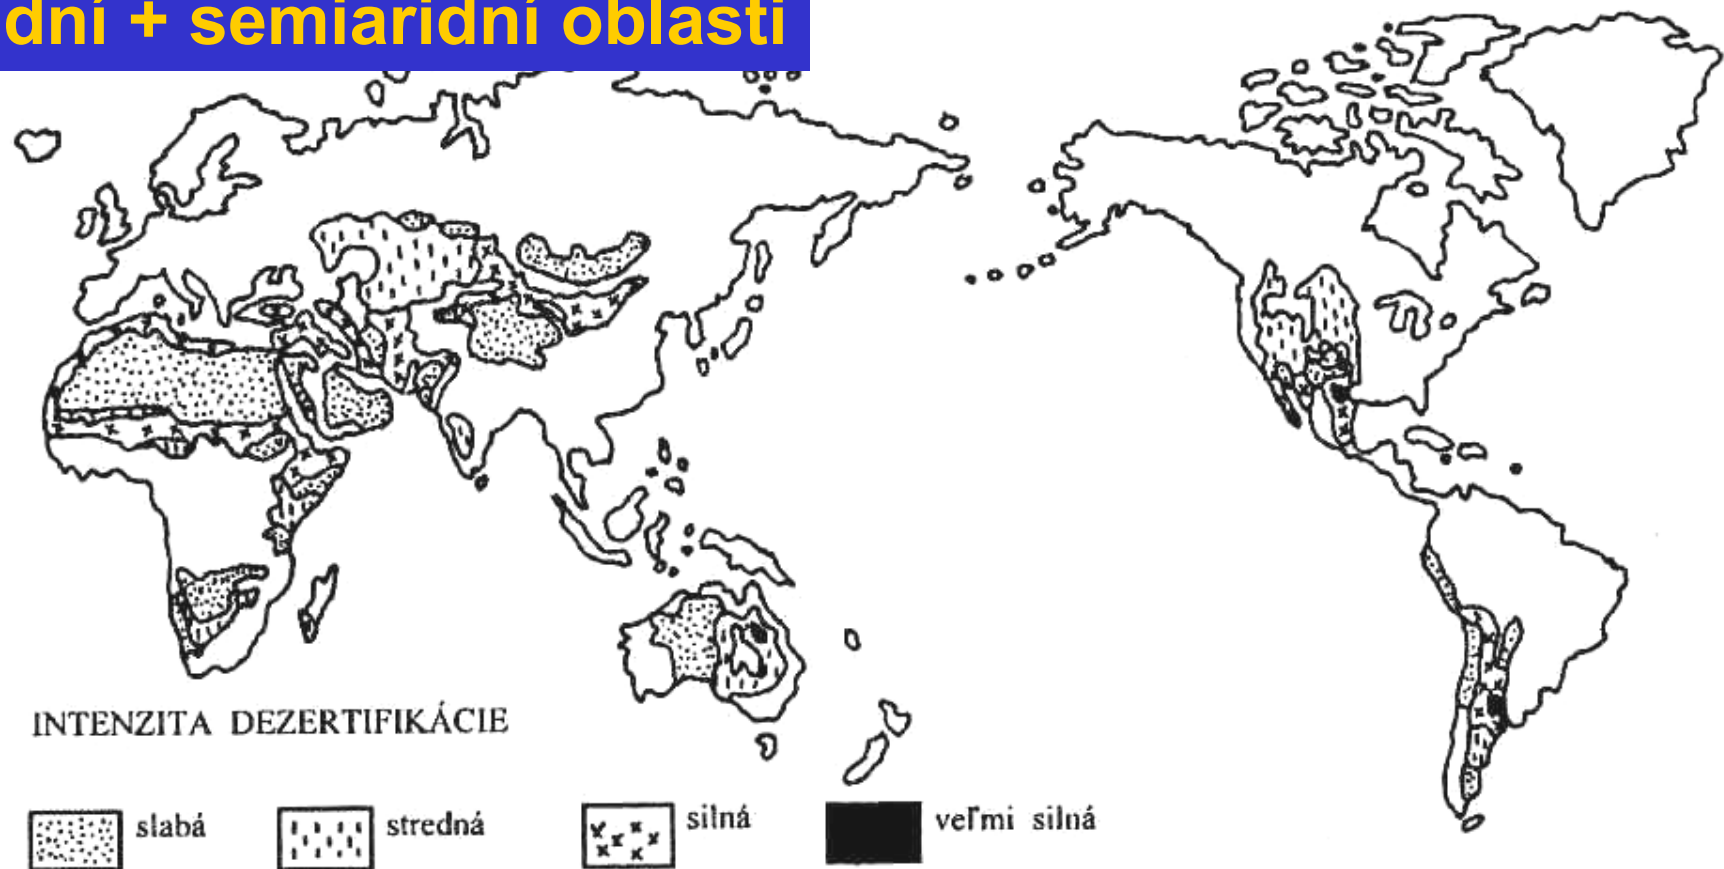 dní + semiaridní oblasti
INTENZITA DEZERTIFIKÁCIE
slabá
stredná
silná
veľmi silná